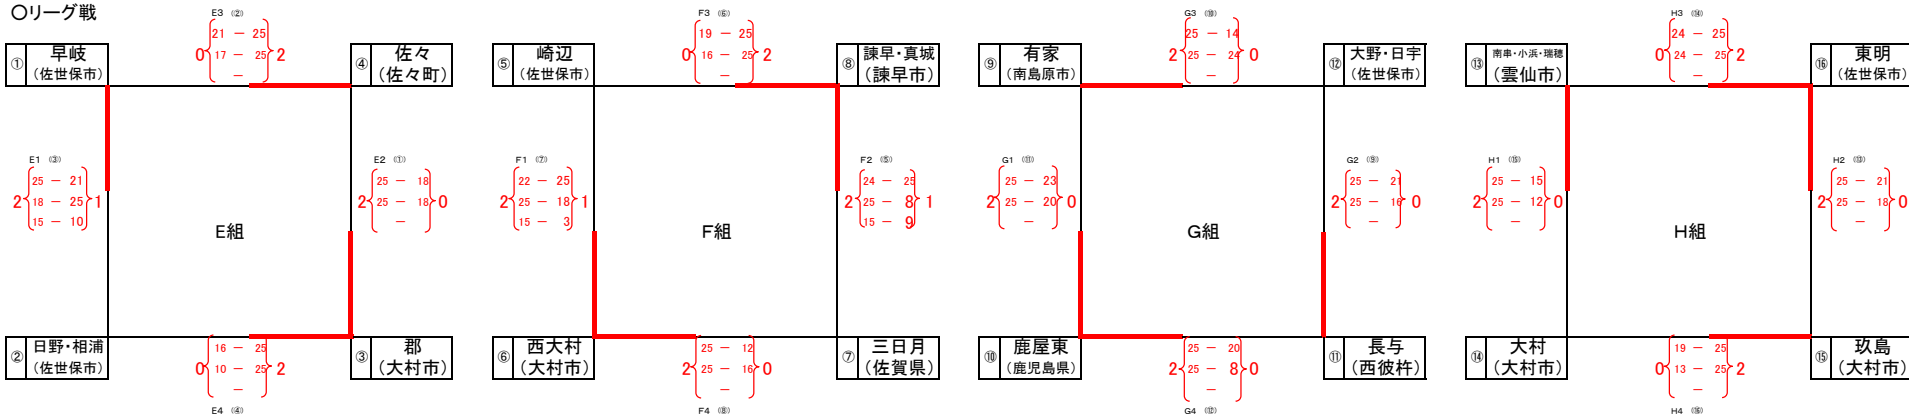 〇リーグ戦
E3 (②)
0 21 － 25 2
17 － 25
－
① 早岐
(佐世保市)
④ 佐々
(佐々町)
E1 (③)
25 － 21
2 18 － 25 1
15 － 10
E2 (①)
25 － 18
2 25 － 18 0
－
E組
② 日野・相浦
(佐世保市)
③ 郡
(大村市)
16 － 25
0 10 － 25 2
－
E4 (④)
F3 (⑥)
19 － 25
0 16 － 25 2
－
⑤ 崎辺
(佐世保市)
⑧ 諫早・真城
(諫早市)
F1 (⑦)
22 － 25
2 25 － 18 1
15 － 3
F2 (⑤)
24 － 25
2 25 － 8 1
15 － 9
F組
⑥ 西大村
(大村市)
⑦ 三日月
(佐賀県)
25 － 12
2 25 － 16 0
－
F4 (⑧)
G3 (⑩)
25 － 14
2 25 － 24 0
－
⑨ 有家
(南島原市)
⑫ 大野・日宇
(佐世保市)
G1 (⑪)
25 － 23
2 25 － 20 0
－
G2 (⑨)
25 － 21
2 25 － 16 0
－
G組
⑩ 鹿屋東
(鹿児島県)
⑪ 長与
(西彼杵)
25 － 20
2 25 － 8 0
－
G4 (⑫)
H3 (⑭)
24 － 25
0 24 － 25 2
－
⑬ 南串・小浜・瑞穂
(雲仙市)
⑯ 東明
(佐世保市)
H1 (⑮)
25 － 15
2 25 － 12 0
－
H2 (⑬)
25 － 21
2 25 － 18 0
－
H組
⑭ 大村
(大村市)
⑮ 玖島
(大村市)
19 － 25
0 13 － 25 2
－
H4 (⑯)